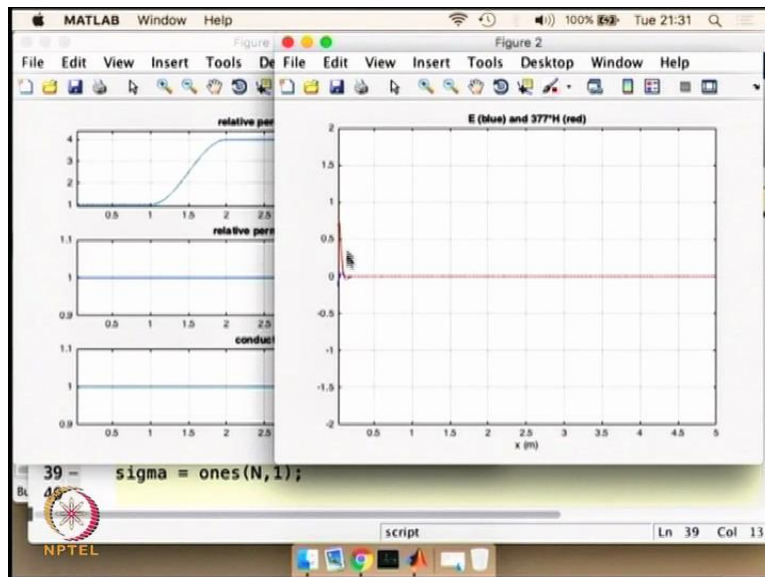 MATLAB Window Help 100% Tue 21:31
Figure
File Edit View Insert Tools De
relative per
4
3
2
1
0.5 1 1.5 2 2.5
relative perm
1.1
1
0.9
0.5 1 1.5 2 2.5
conduc
1.1
1
0.9
0.5 1 1.5 2 2.5
Figure 2
File Edit View Insert Tools Desktop Window Help
E (blue) and 377*H (red)
2
1.5
1
0.5
0
-0.5
-1
-1.5
-2
0.5 1 1.5 2 2.5 3 3.5 4 4.5 5
x (m)
39 - sigma = ones(N,1);
script Ln 39 Col 13
NPTEL